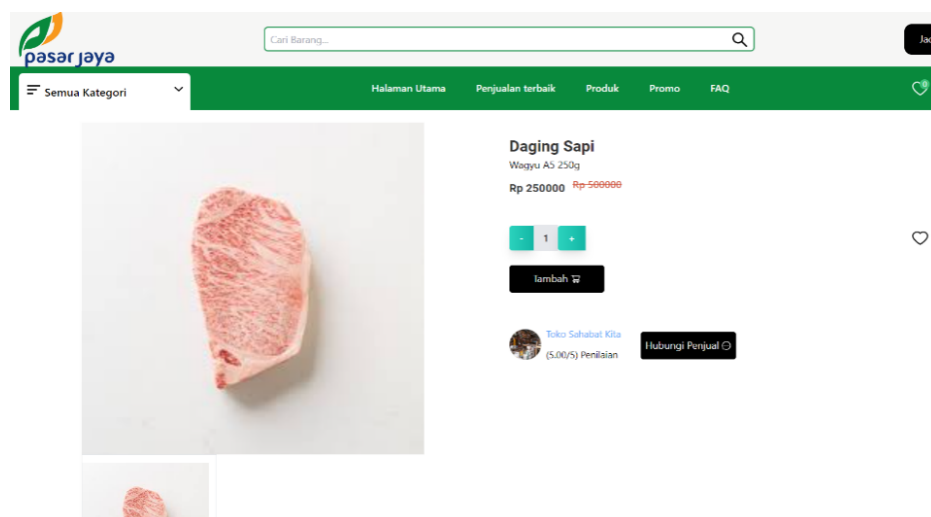 pasar jaya
Cari Barang...
Semua Kategori
Halaman Utama Penjualan terbaik Produk Promo FAQ
0
Daging Sapi
Wagyu A5 250g
Rp 250000 Rp 500000
- 1 +
Tambah
Toko Sahabat Kita
(5.00/5) Penilaian
Hubungi Penjual